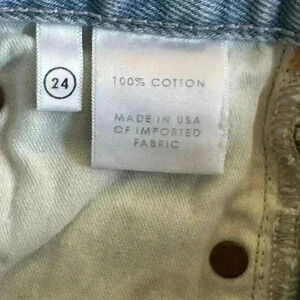 24
100% COTTON
MADE IN USA
OF IMPORTED
FABRIC